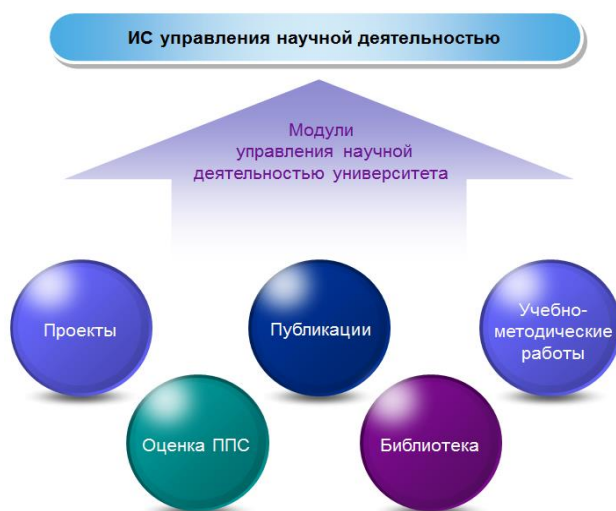 ИС управления научной деятельностью
Модули
управления научной
деятельностью университета
Проекты
Публикации
Учебно-
методические
работы
Оценка ППС
Библиотека